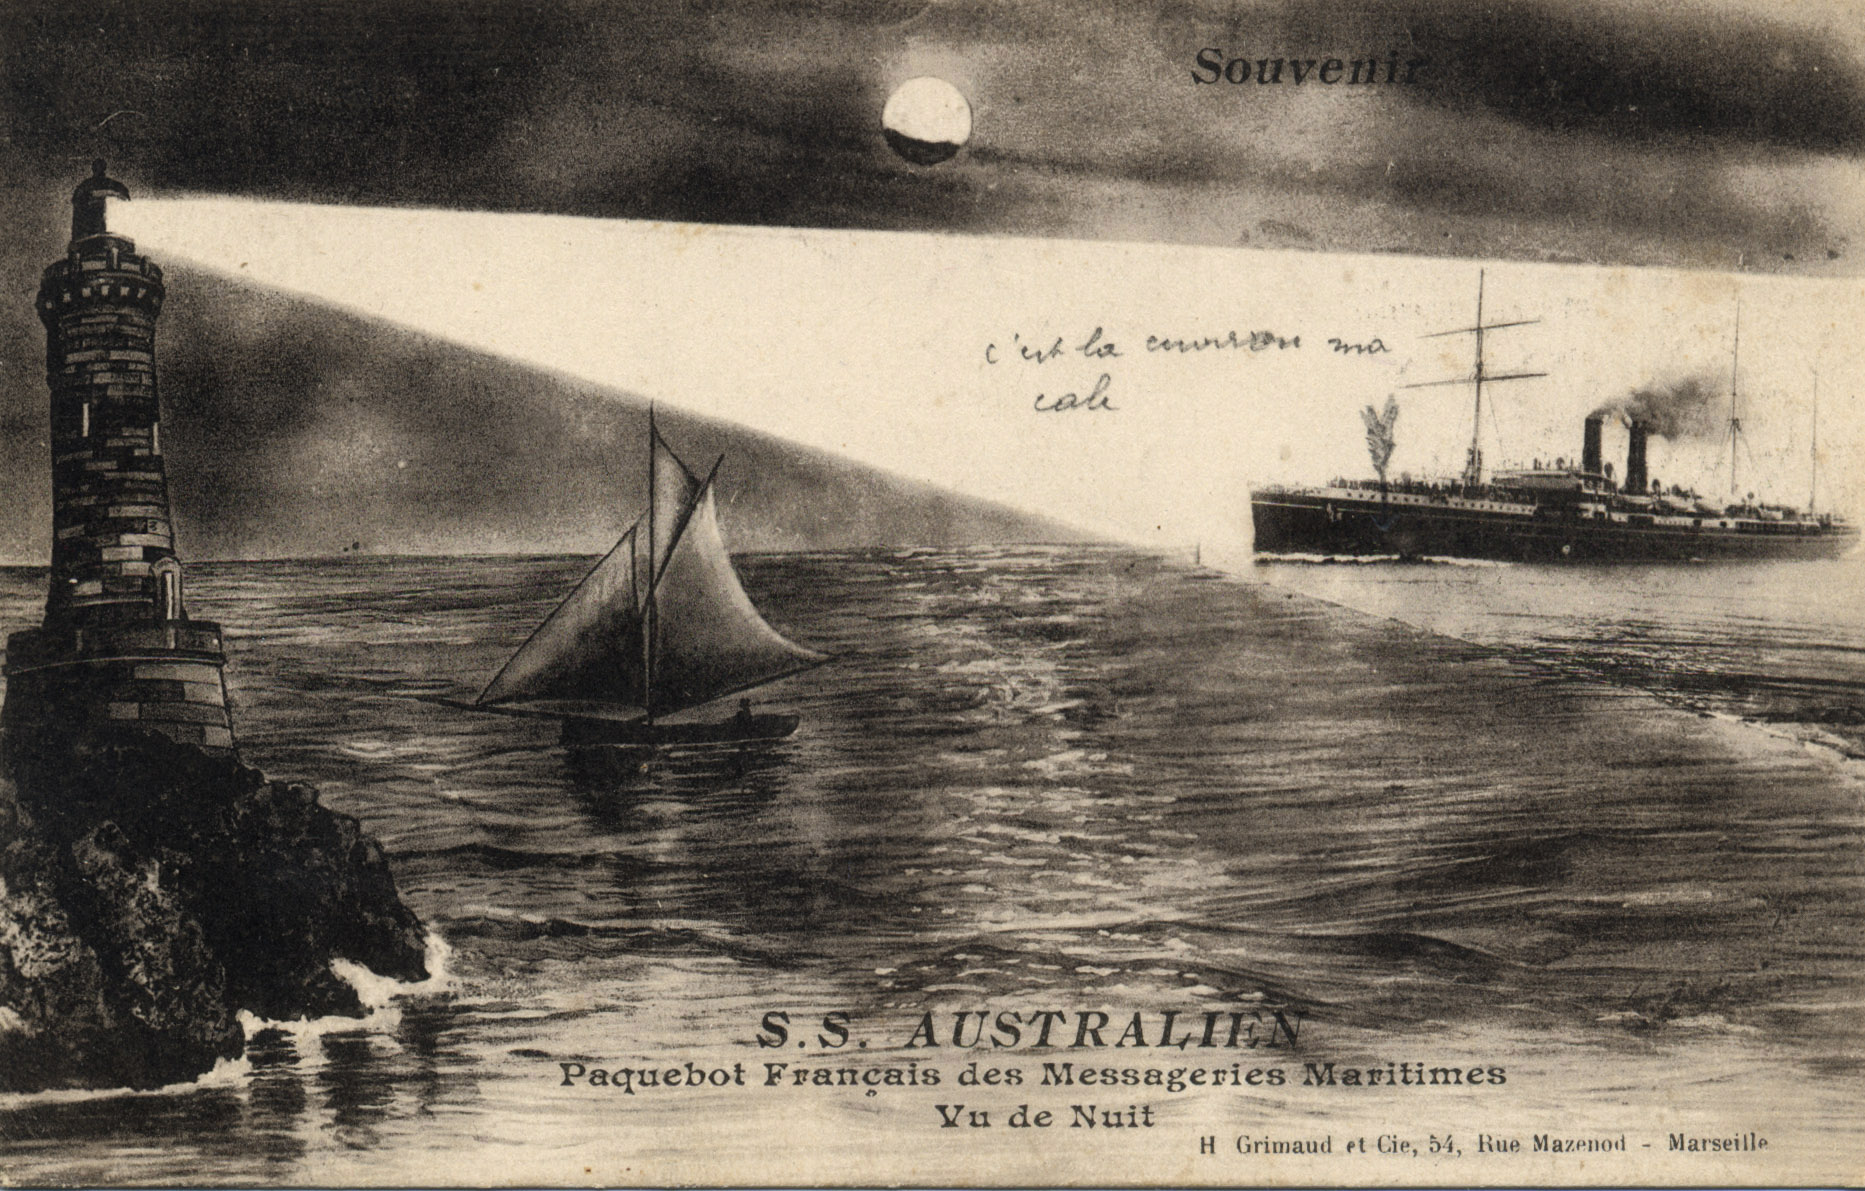 Souvenir
c'est la environ ma
cale
S.S. AUSTRALIEN
Paquebot Français des Messageries Maritimes
Vu de Nuit
H Grimaud et Cie, 54, Rue Mazenod - Marseille